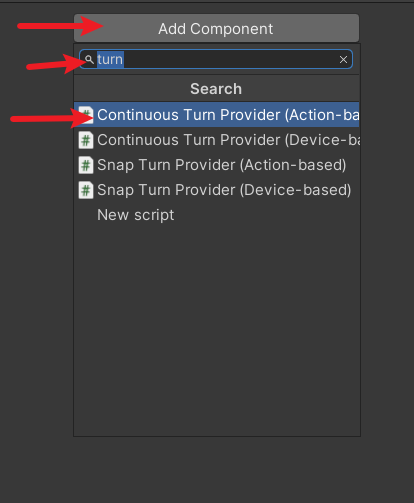 Add Component
turn
Search
Continuous Turn Provider (Action-ba
Continuous Turn Provider (Device-ba
Snap Turn Provider (Action-based)
Snap Turn Provider (Device-based)
New script